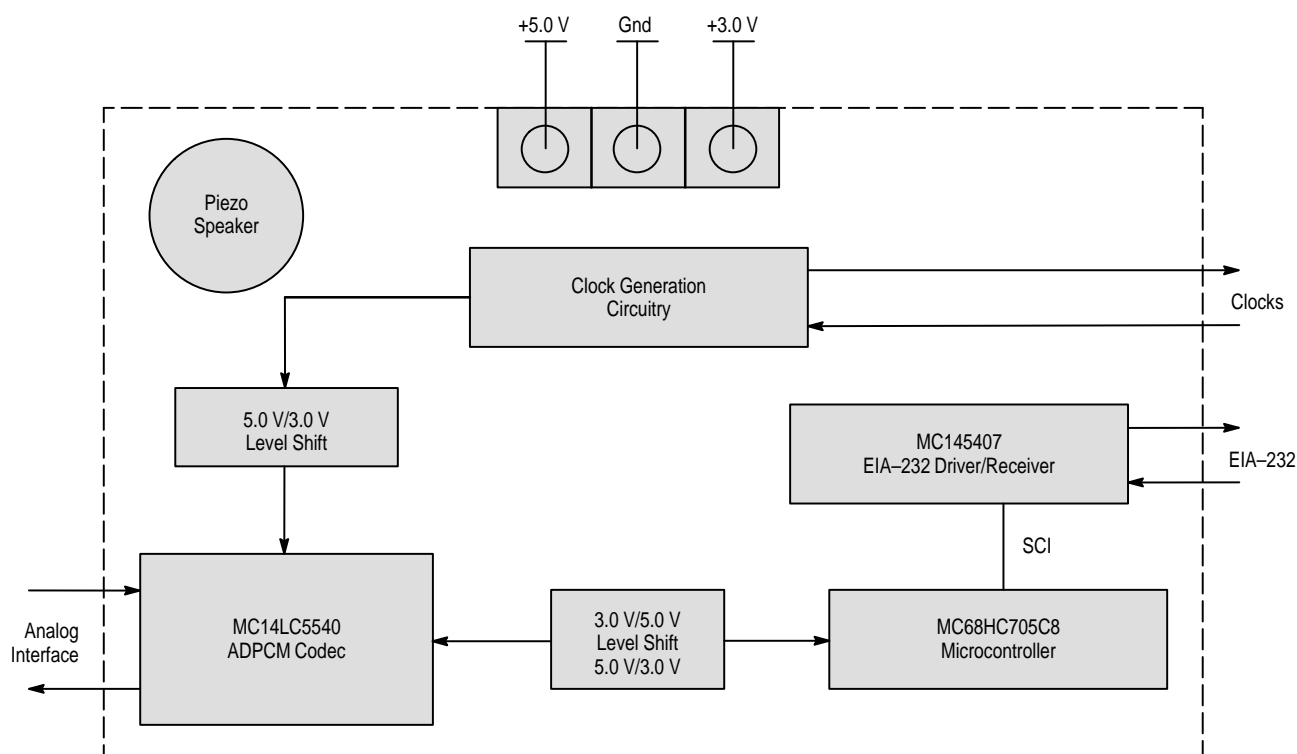 +5.0 V
Gnd
+3.0 V
Piezo
Speaker
Clock Generation
Circuitry
Clocks
5.0 V/3.0 V
Level Shift
MC145407
EIA–232 Driver/Receiver
EIA–232
SCI
Analog
Interface
MC14LC5540
ADPCM Codec
3.0 V/5.0 V
Level Shift
5.0 V/3.0 V
MC68HC705C8
Microcontroller